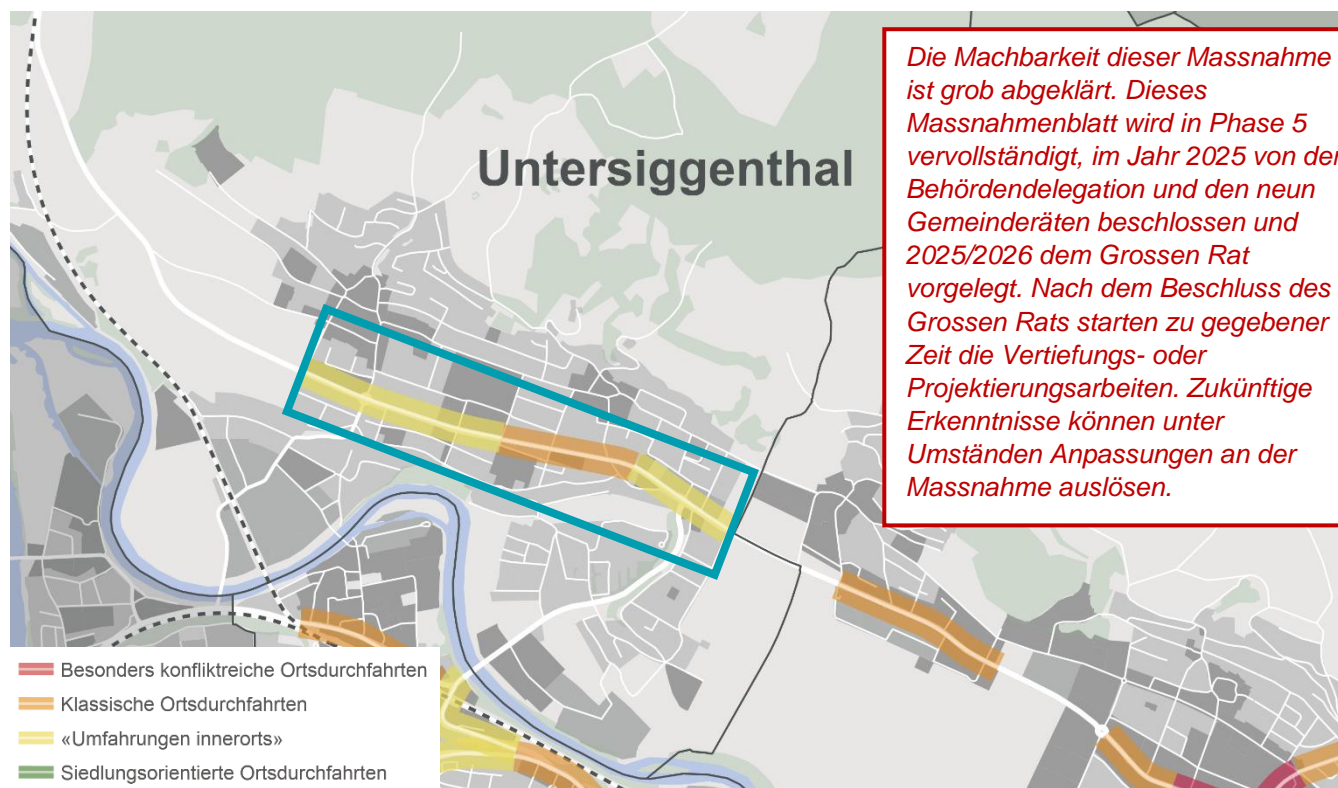 Untersiggenthal
Die Machbarkeit dieser Massnahme
ist grob abgeklärt. Dieses
Massnahmenblatt wird in Phase 5
vervollständigt, im Jahr 2025 von der
Behördendelegation und den neun
Gemeinderäten beschlossen und
2025/2026 dem Grossen Rat
vorgelegt. Nach dem Beschluss des
Grossen Rats starten zu gegebener
Zeit die Vertiefungs- oder
Projektierungsarbeiten. Zukünftige
Erkenntnisse können unter
Umständen Anpassungen an der
Massnahme auslösen.
Besonders konfliktreiche Ortsdurchfahrten
Klassische Ortsdurchfahrten
«Umfahrungen innerorts»
Siedlungsorientierte Ortsdurchfahrten